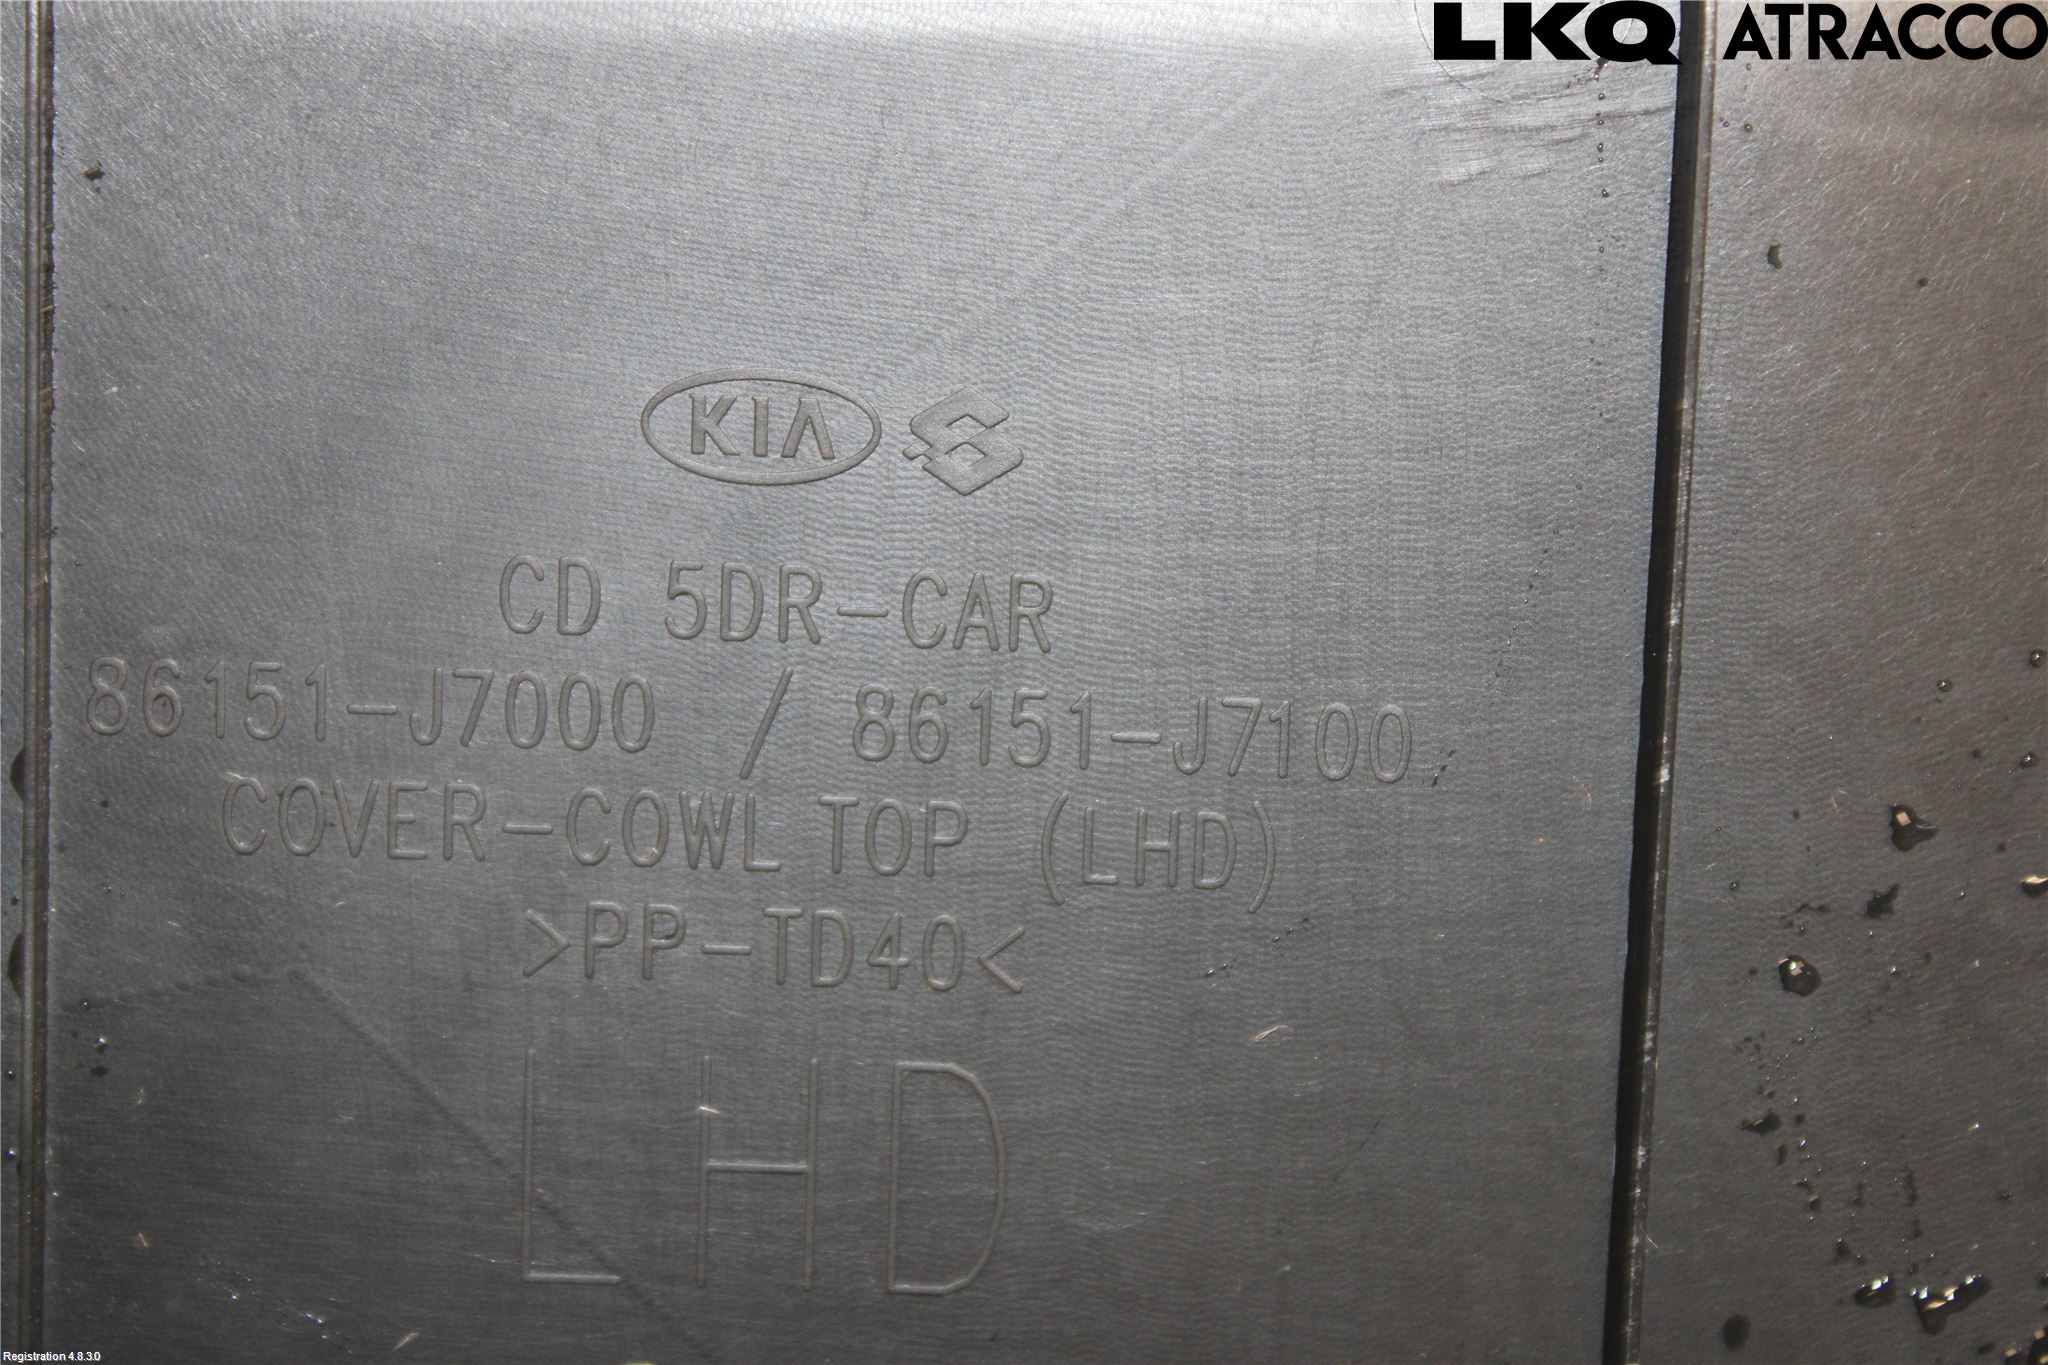 LKQ ATRACCO
KIA
CD 5DR-CAR
86151-J7000 / 86151-J7100
COVER-COWL TOP (LHD)
>PP-TD40<
LHD
Registration 4.8.3.0